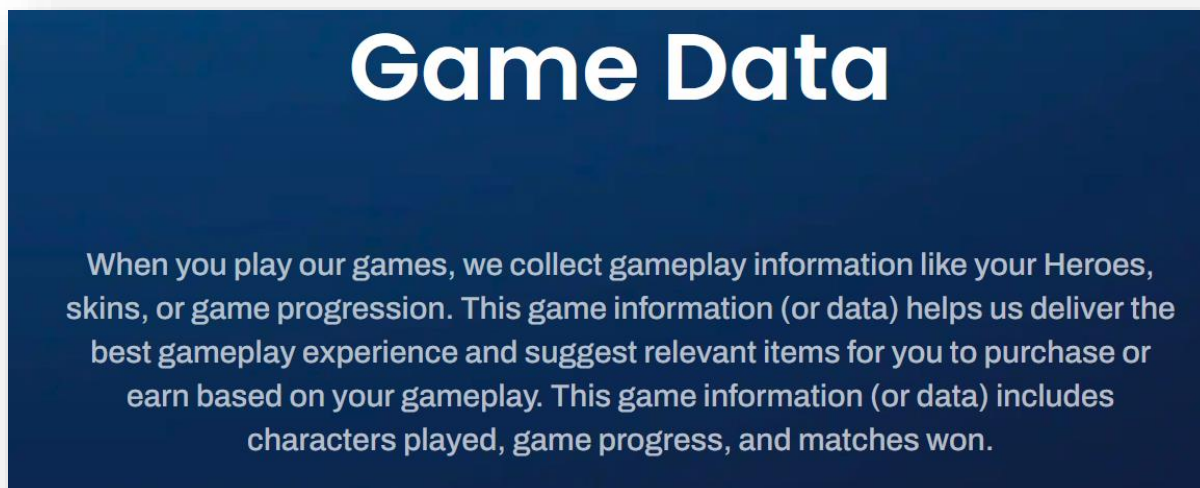 Game Data
When you play our games, we collect gameplay information like your Heroes,
skins, or game progression. This game information (or data) helps us deliver the
best gameplay experience and suggest relevant items for you to purchase or
earn based on your gameplay. This game information (or data) includes
characters played, game progress, and matches won.